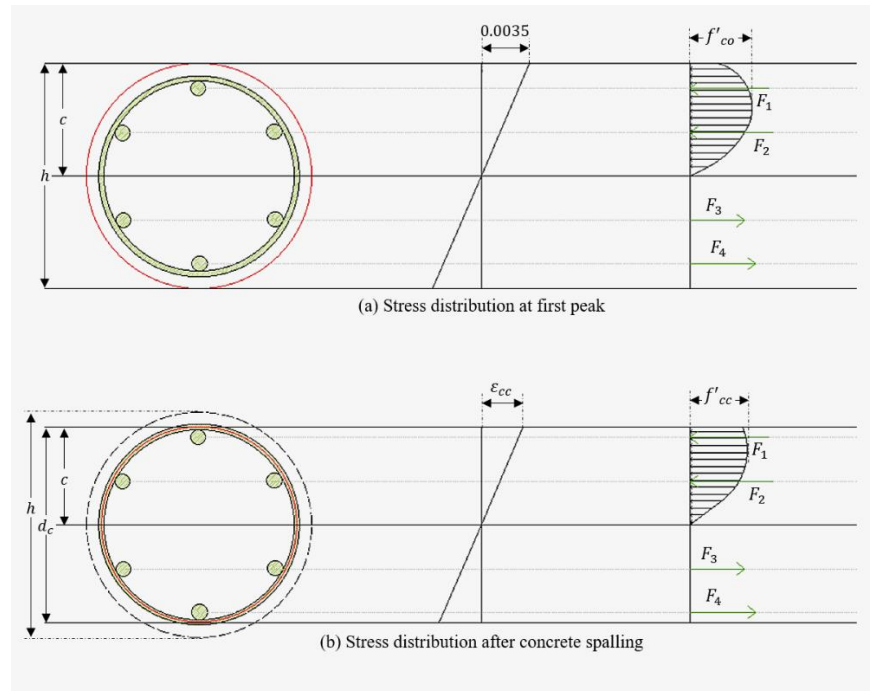 0.0035
f'co
c
h
F1
F2
F3
F4
(a) Stress distribution at first peak
εcc
f'cc
c
h
dc
F1
F2
F3
F4
(b) Stress distribution after concrete spalling